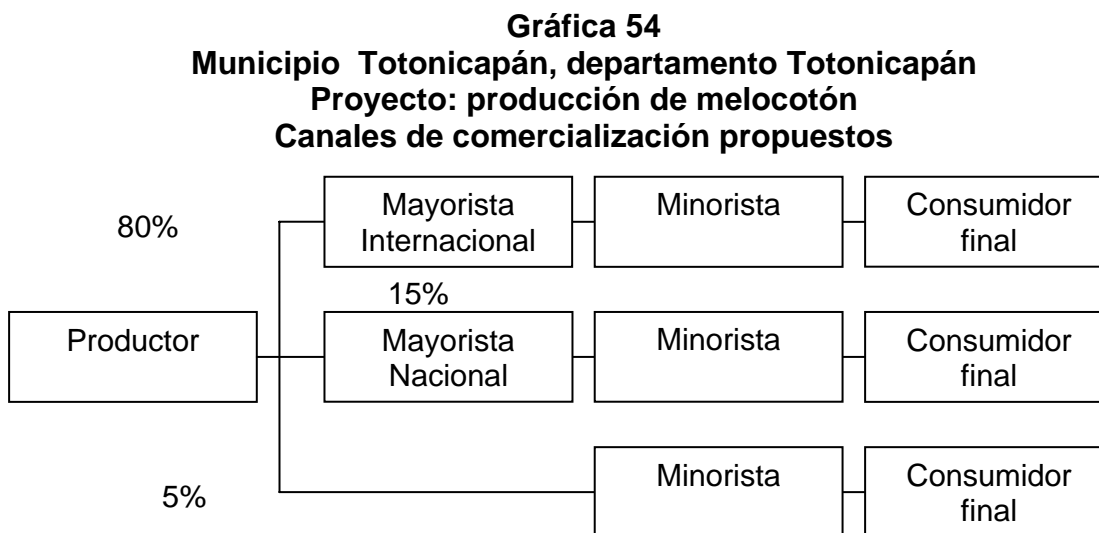 Gráfica 54
Municipio Totonicapán, departamento Totonicapán
Proyecto: producción de melocotón
Canales de comercialización propuestos
80%
Mayorista
Internacional
Minorista
Consumidor
final
15%
Productor
Mayorista
Nacional
Minorista
Consumidor
final
5%
Minorista
Consumidor
final